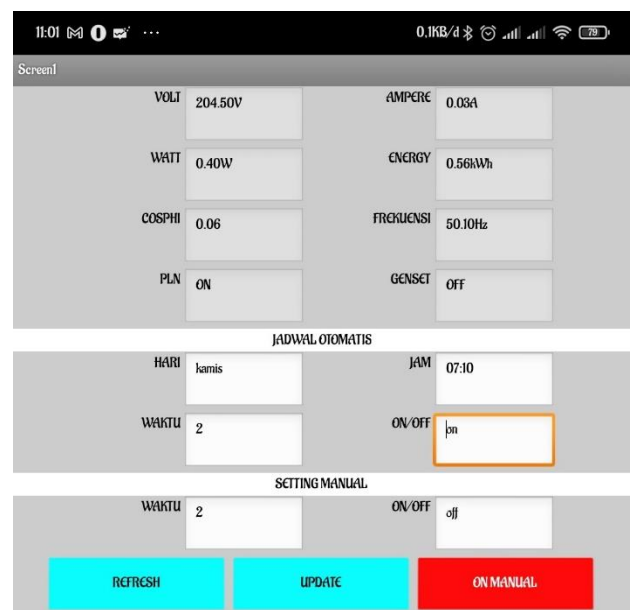 11:01 ... 0,1KB/d 79
Screen1
VOLT 204.50V AMPERE 0.03A
WATT 0.40W ENERGY 0.56kWh
COSPHI 0.06 FREKUENSI 50.10Hz
PLN ON GENSET OFF
JADWAL OTOMATIS
HARI kamis JAM 07:10
WAKTU 2 ON/OFF on
SETTING MANUAL
WAKTU 2 ON/OFF off
REFRESH UPDATE ON MANUAL